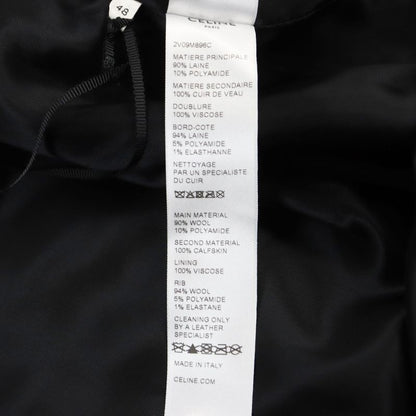 48
CELINE
PARIS
2V09M896C
MATIERE PRINCIPALE
90% LAINE
10% POLYAMIDE
MATIERE SECONDAIRE
100% CUIR DE VEAU
DOUBLURE
100% VISCOSE
BORD-COTE
94% LAINE
5% POLYAMIDE
1% ELASTHANNE
NETTOYAGE
PAR UN SPECIALISTE
DU CUIR
MAIN MATERIAL
90% WOOL
10% POLYAMIDE
SECOND MATERIAL
100% CALFSKIN
LINING
100% VISCOSE
RIB
94% WOOL
5% POLYAMIDE
1% ELASTANE
CLEANING ONLY
BY A LEATHER
SPECIALIST
MADE IN ITALY
CELINE.COM